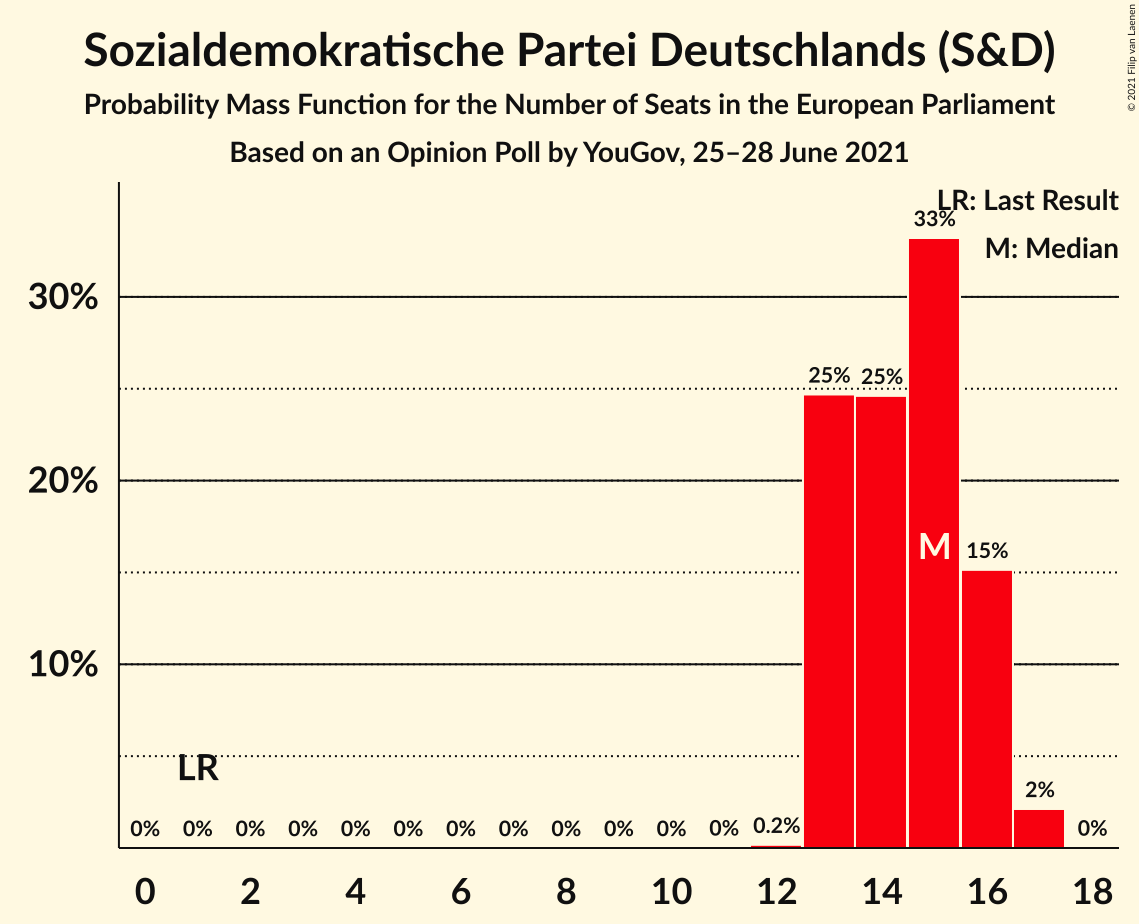 Sozialdemokratische Partei Deutschlands (S&D)
Probability Mass Function for the Number of Seats in the European Parliament
Based on an Opinion Poll by YouGov, 25–28 June 2021
© 2021 Filip van Laenen
LR: Last Result
M: Median
33%
30%
25% 25%
20%
M
15%
10%
LR
2%
0% 0% 0% 0% 0% 0% 0% 0% 0% 0% 0% 0% 0.2% 0%
0 2 4 6 8 10 12 14 16 18